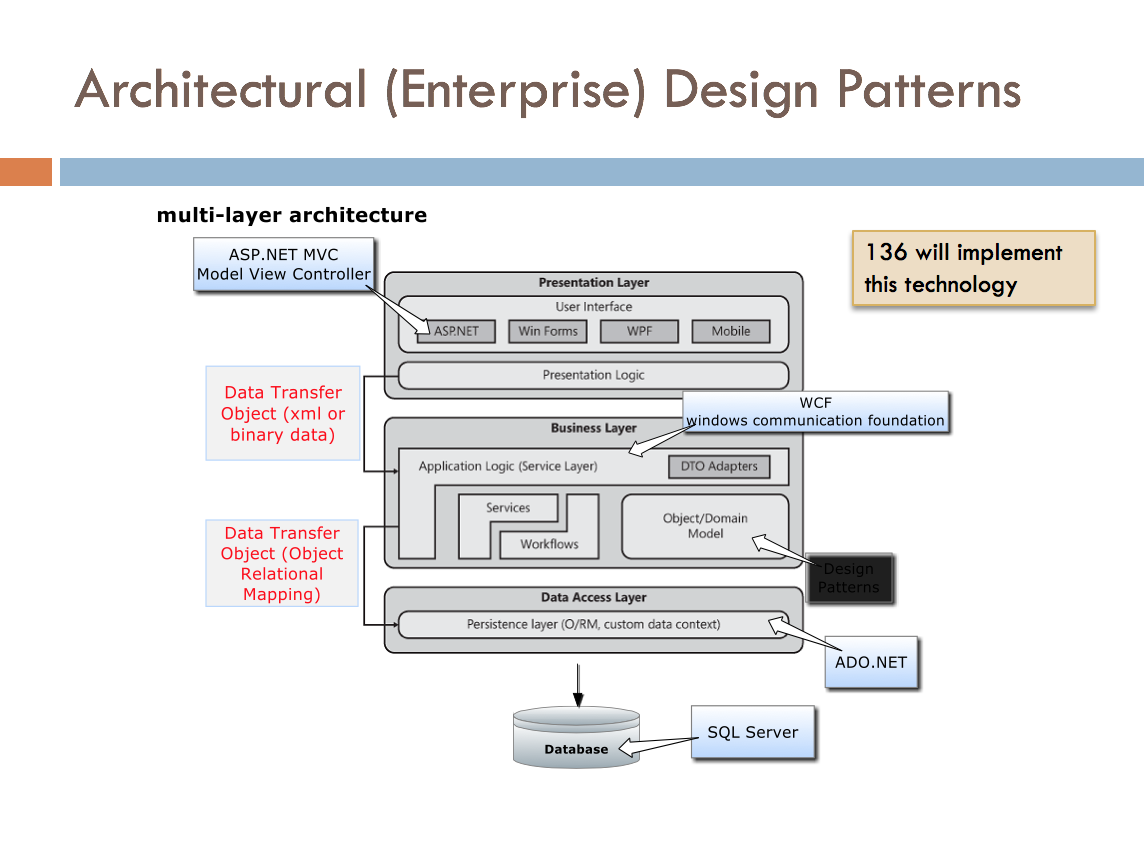 Architectural (Enterprise) Design Patterns
multi-layer architecture
ASP.NET MVC
Model View Controller
136 will implement
this technology
Presentation Layer
User Interface
ASP.NET
Win Forms
WPF
Mobile
Presentation Logic
Data Transfer
Object (xml or
binary data)
WCF
windows communication foundation
Business Layer
Application Logic (Service Layer)
DTO Adapters
Services
Workflows
Object/Domain
Model
Data Transfer
Object (Object
Relational
Mapping)
Design
Patterns
Data Access Layer
Persistence layer (O/RM, custom data context)
ADO.NET
SQL Server
Database